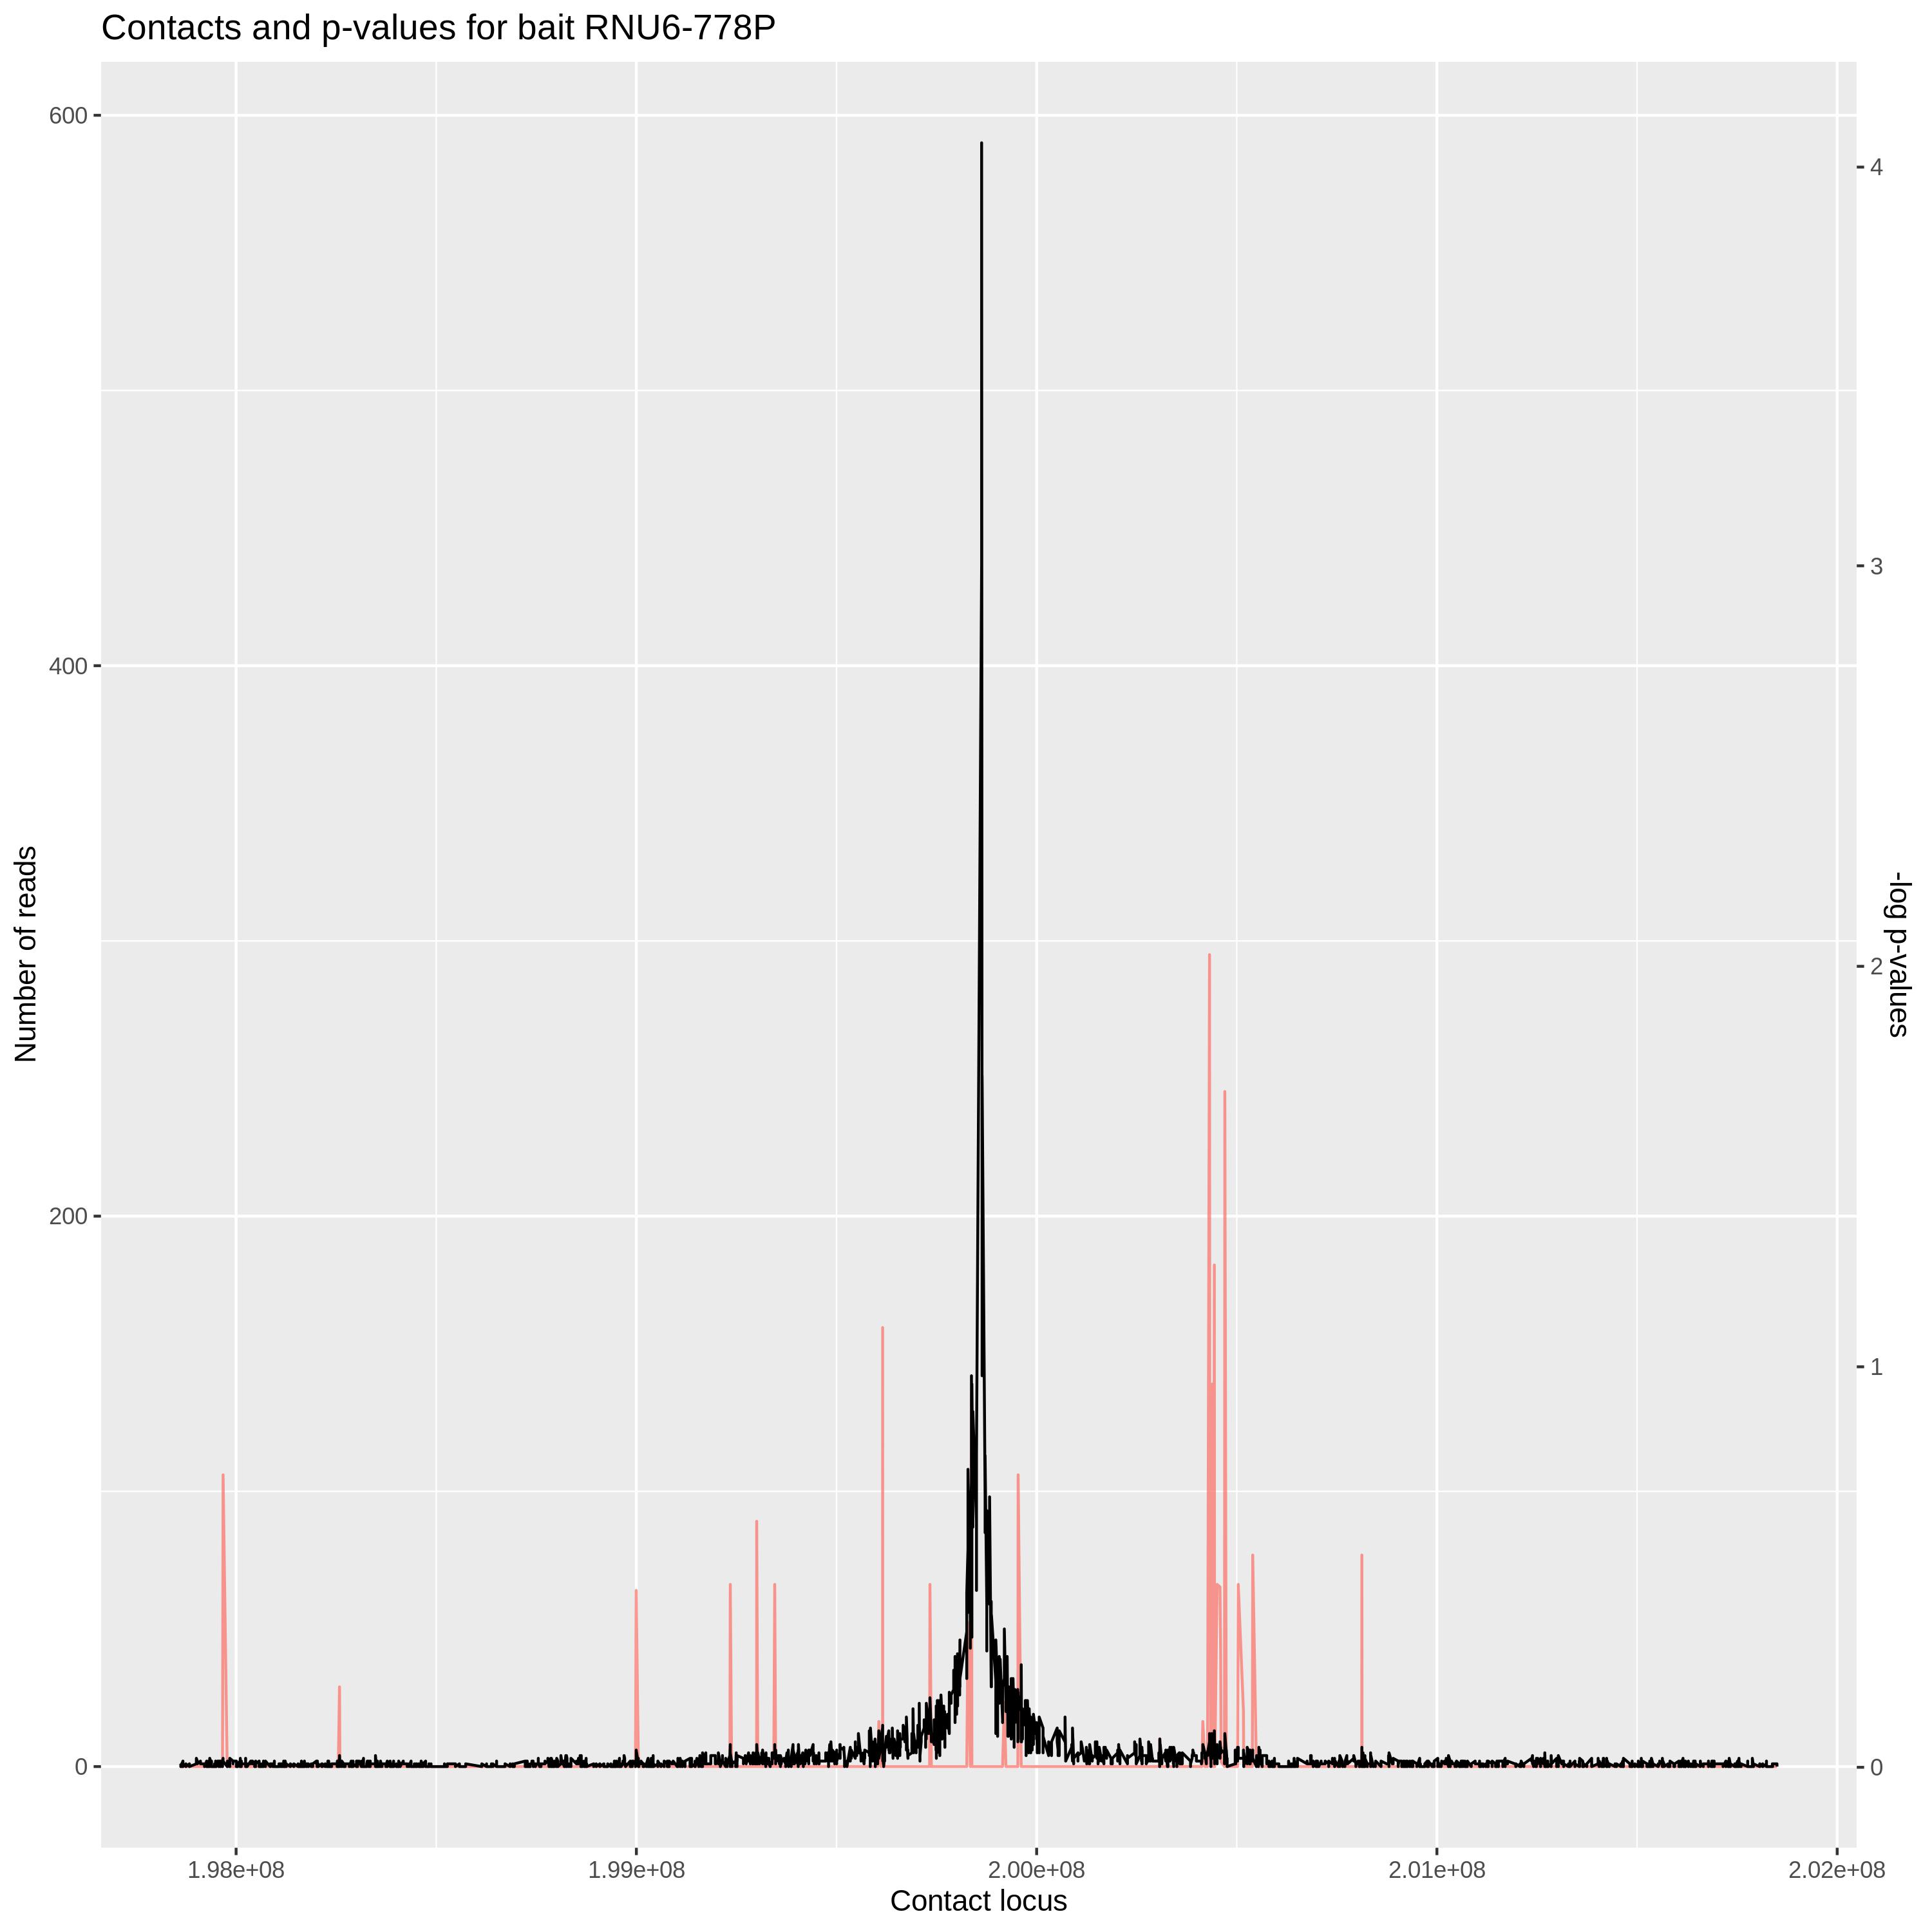 Contacts and p-values for bait RNU6-778P
600
400
200
0
Number of reads
4
3
2
1
0
-log p-values
1.98e+08
1.99e+08
2.00e+08
2.01e+08
2.02e+08
Contact locus